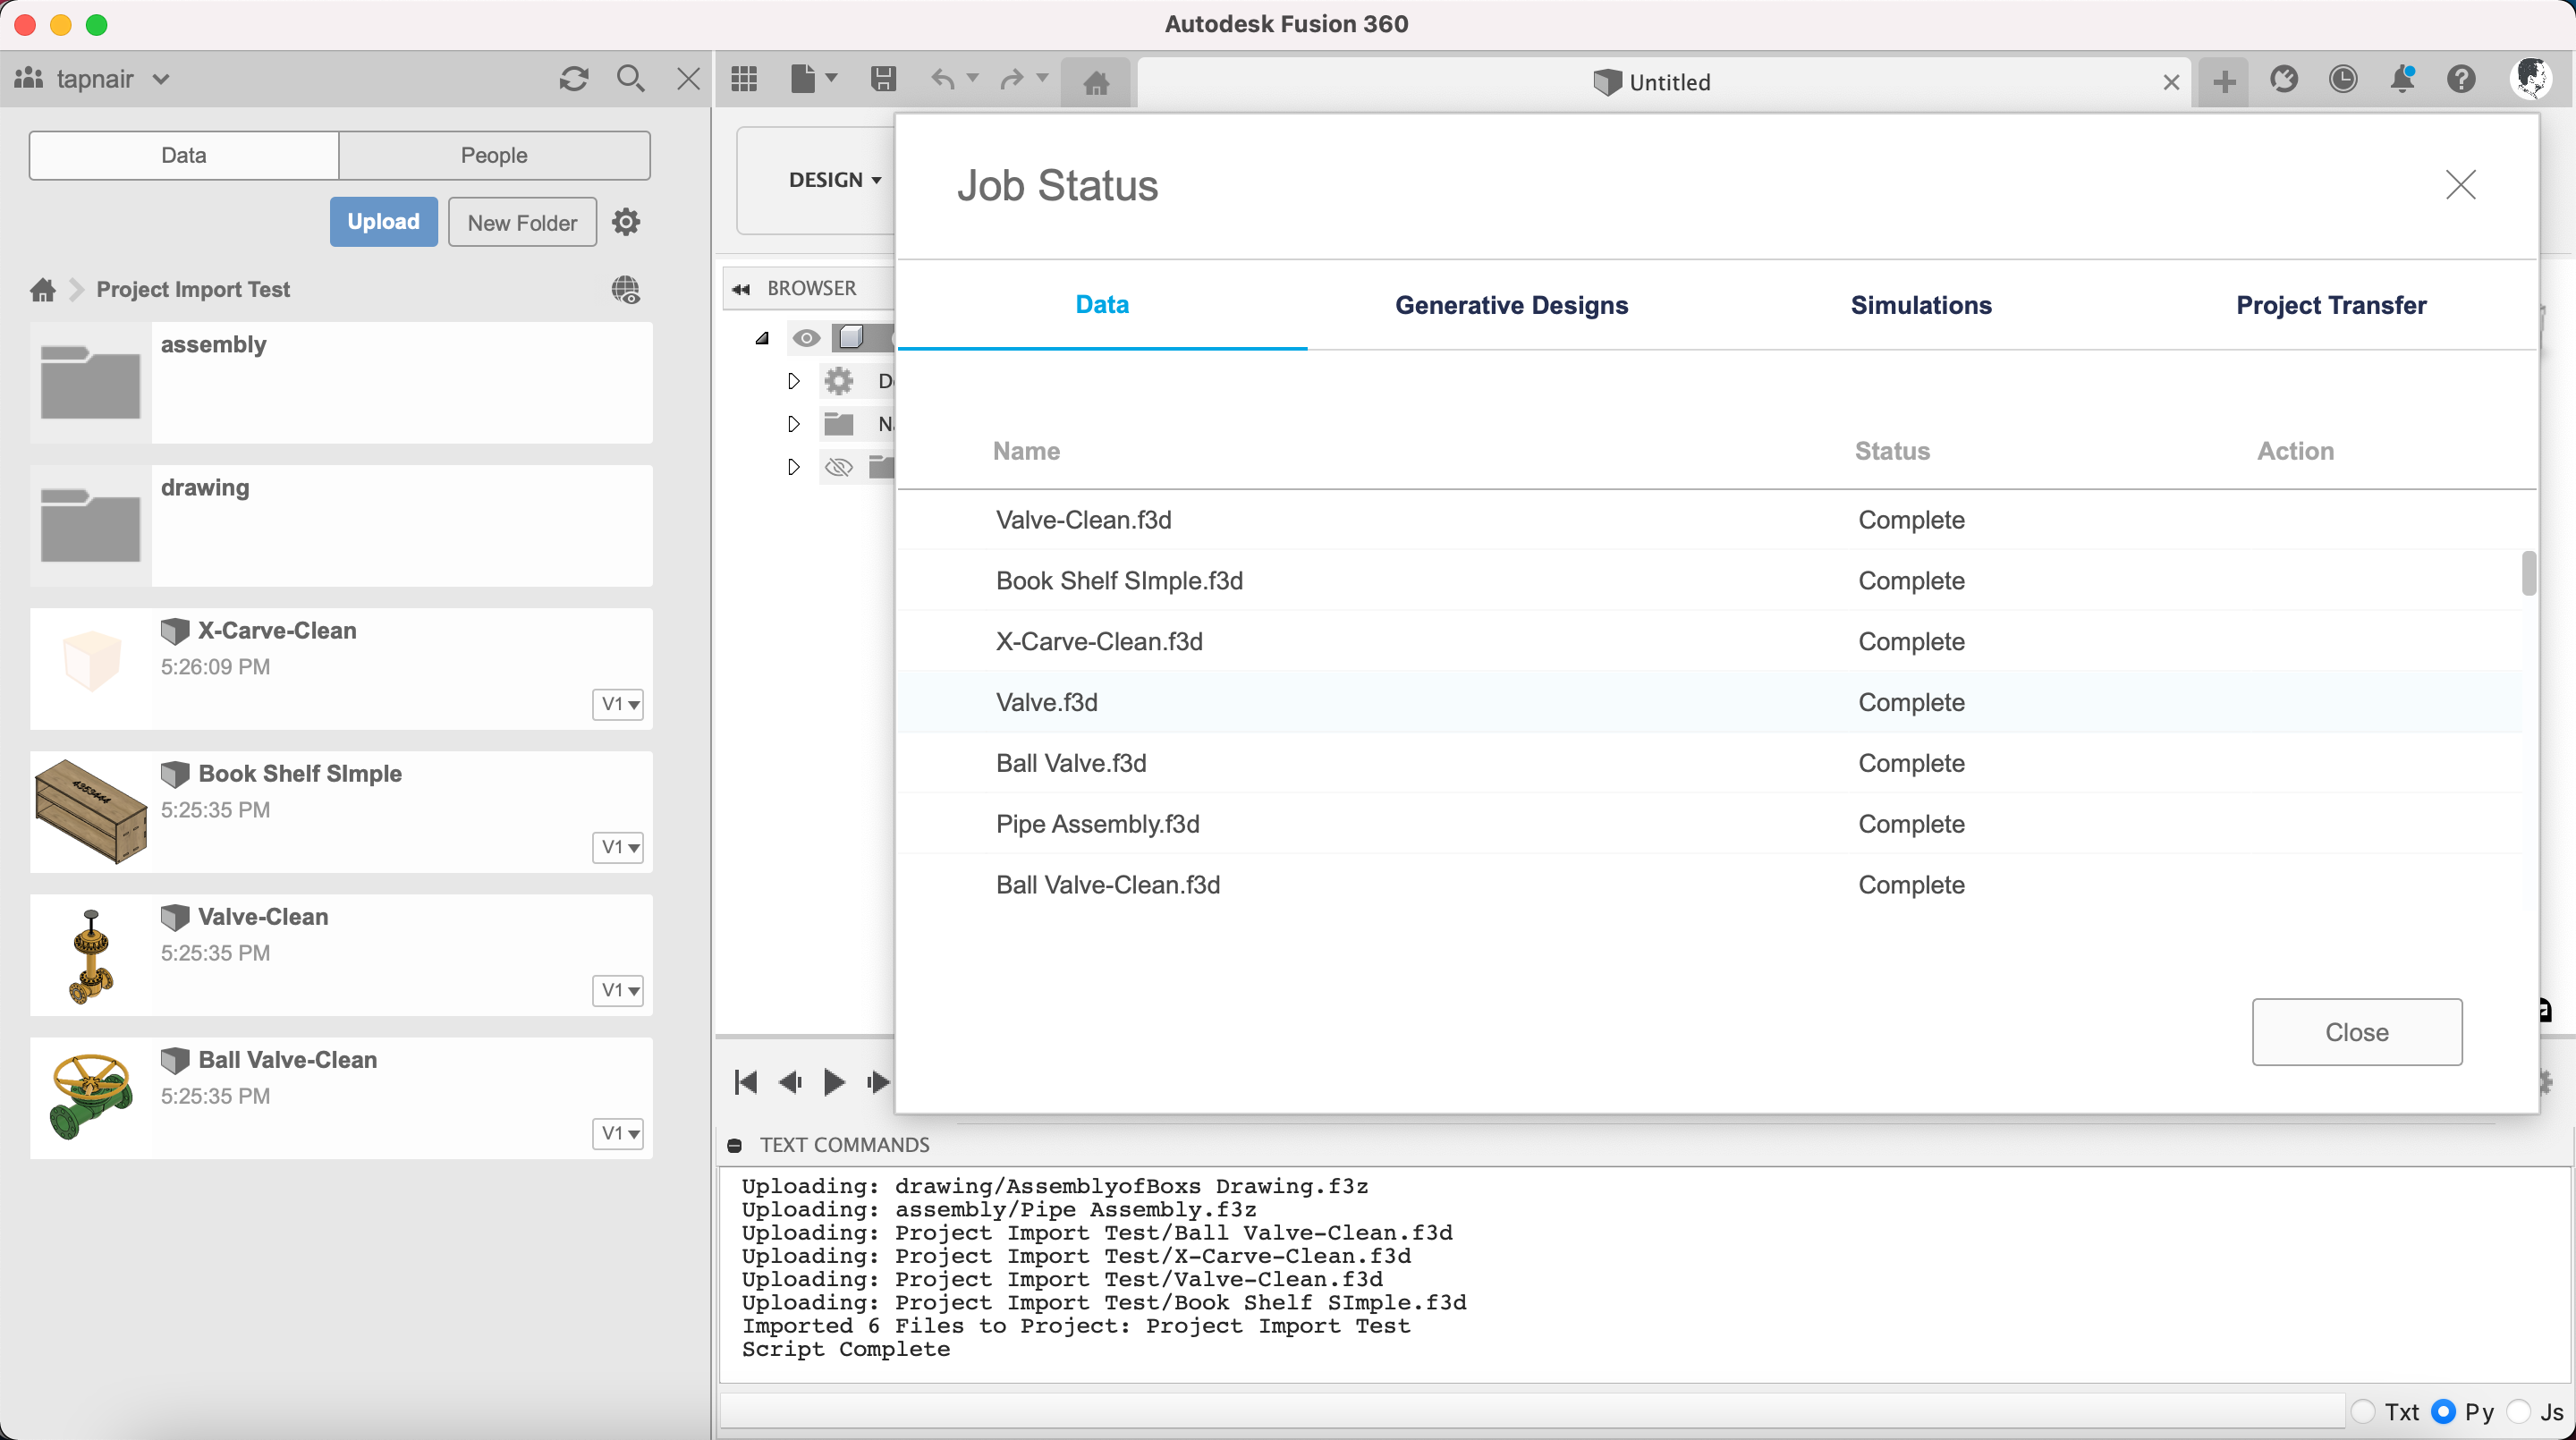 Autodesk Fusion 360
tapnair
Untitled
Data
People
Upload
New Folder
Project Import Test
assembly
drawing
X-Carve-Clean
5:26:09 PM
V1
Book Shelf SImple
5:25:35 PM
V1
4353444
Valve-Clean
5:25:35 PM
V1
Ball Valve-Clean
5:25:35 PM
V1
DESIGN
BROWSER
D
N
Job Status
Data
Generative Designs
Simulations
Project Transfer
Name Status Action
Valve-Clean.f3d Complete
Book Shelf SImple.f3d Complete
X-Carve-Clean.f3d Complete
Valve.f3d Complete
Ball Valve.f3d Complete
Pipe Assembly.f3d Complete
Ball Valve-Clean.f3d Complete
Close
TEXT COMMANDS
Uploading: drawing/AssemblyofBoxs Drawing.f3z
Uploading: assembly/Pipe Assembly.f3z
Uploading: Project Import Test/Ball Valve-Clean.f3d
Uploading: Project Import Test/X-Carve-Clean.f3d
Uploading: Project Import Test/Valve-Clean.f3d
Uploading: Project Import Test/Book Shelf SImple.f3d
Imported 6 Files to Project: Project Import Test
Script Complete
Txt Py Js